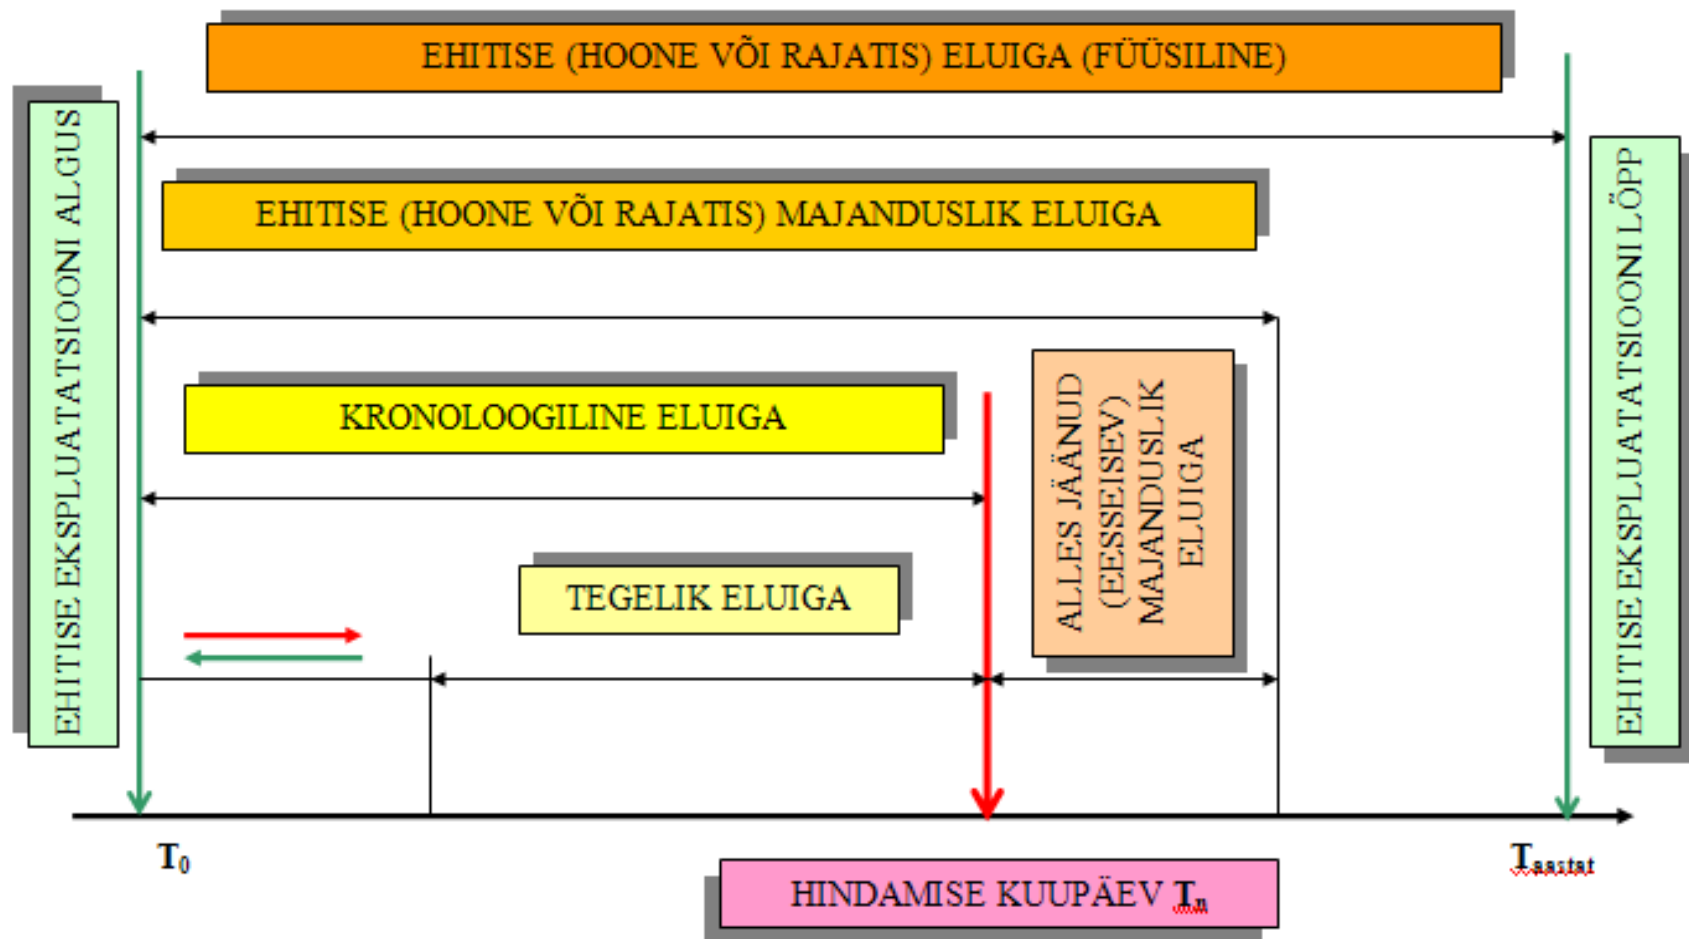 EHITISE (HOONE VÕI RAJATIS) ELUIGA (FÜÜSILINE)
EHITISE EKSPLUATATSIOONI ALGUS
EHITISE (HOONE VÕI RAJATIS) MAJANDUSLIK ELUIGA
EHITISE EKSPLUATATSIOONI LÕPP
KRONOLOOGILINE ELUIGA
ALLES JÄÄNUD
(EESSEISEV)
MAJANDUSLIK
ELUIGA
TEGELIK ELUIGA
T0
Taastat
HINDAMISE KUUPÄEV Tn